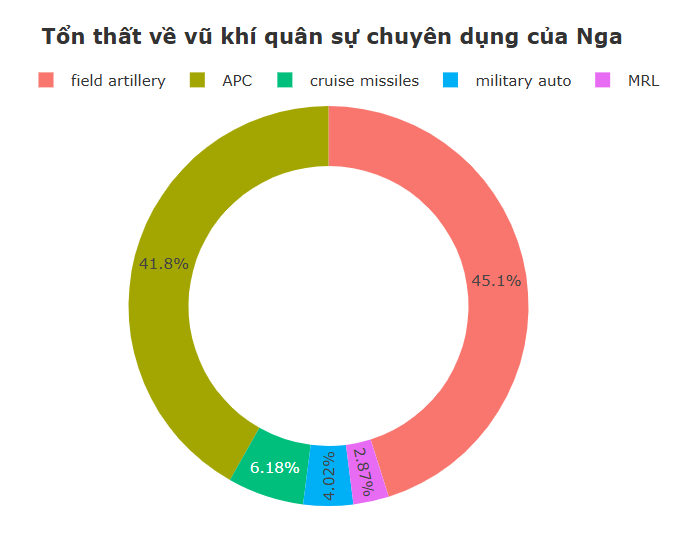 Tổn thất về vũ khí quân sự chuyên dụng của Nga
field artillery APC cruise missiles military auto MRL
41.8%
45.1%
6.18%
4.02%
2.87%